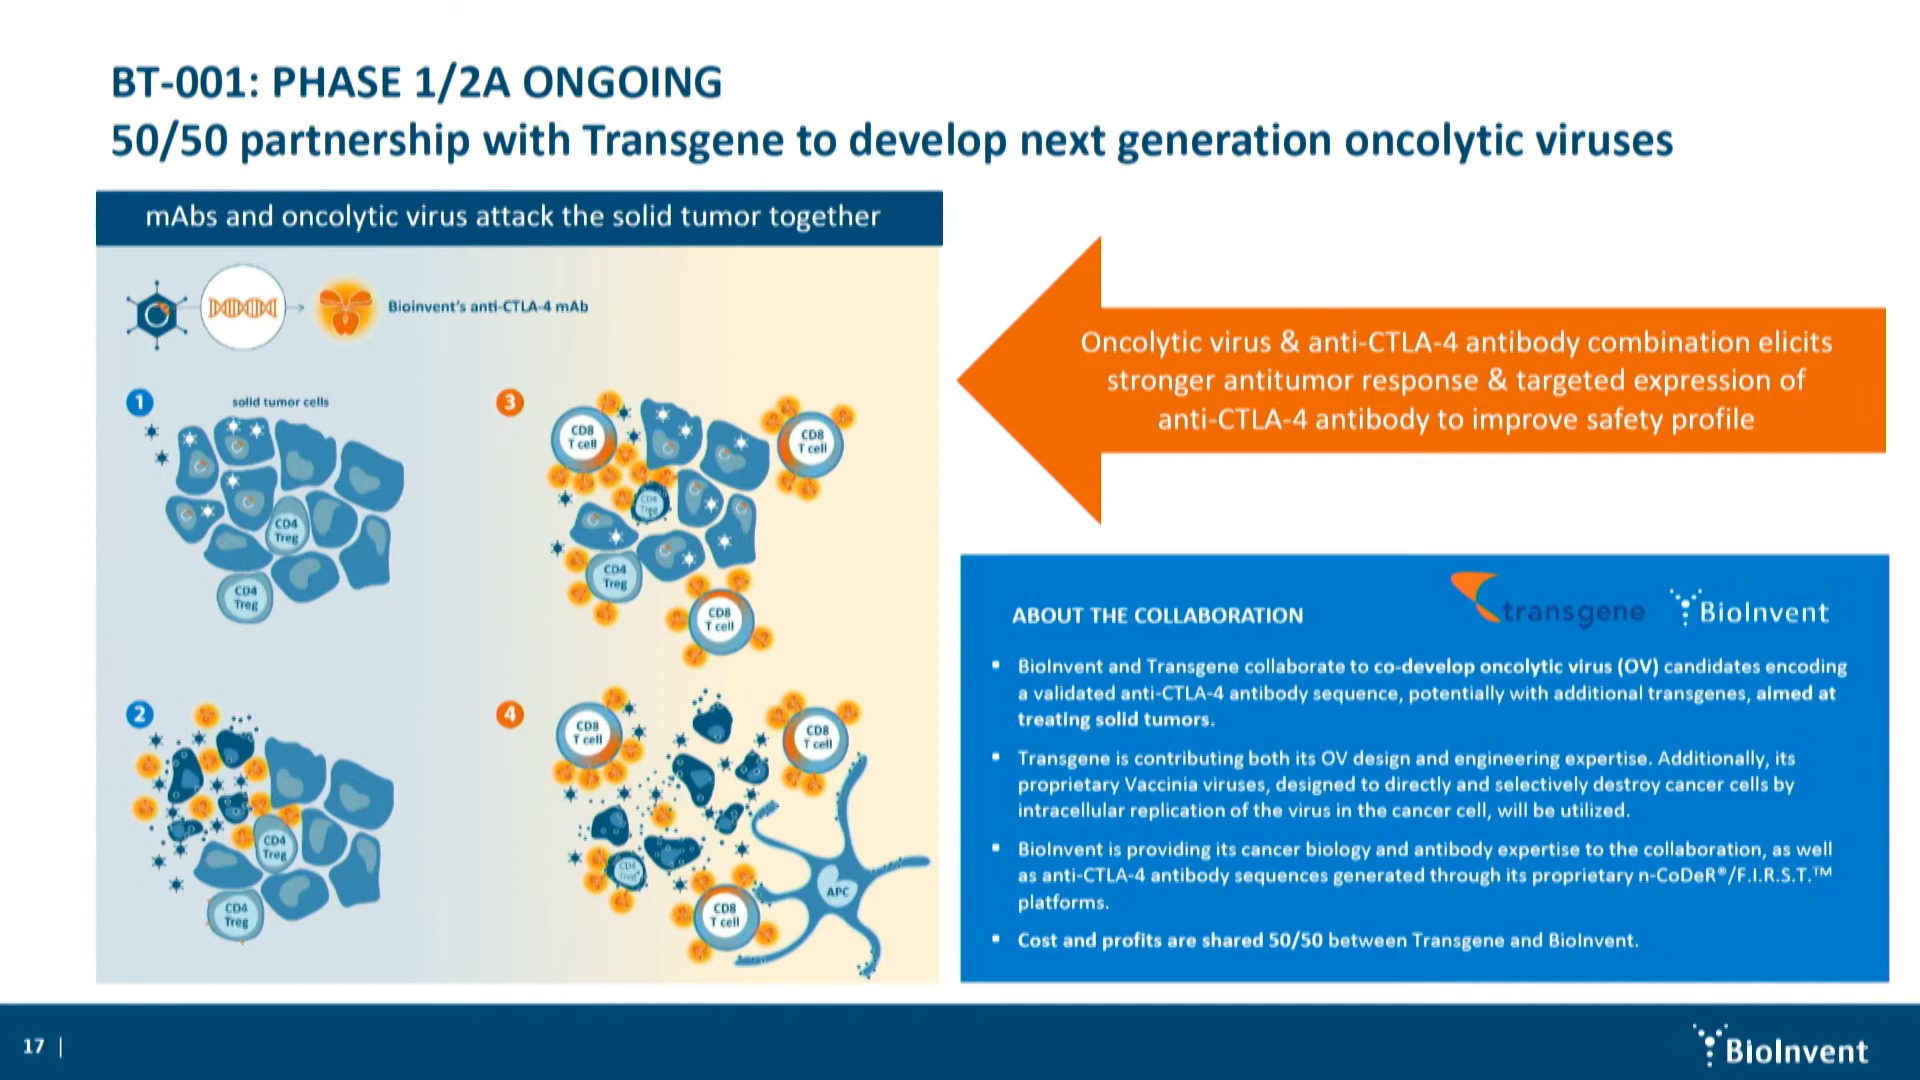 BT-001: PHASE 1/2A ONGOING
50/50 partnership with Transgene to develop next generation oncolytic viruses
mAbs and oncolytic virus attack the solid tumor together
Bioinvent's anti-CTLA-4 mAb
1
solid tumor cells
CD4
Treg
CD4
Treg
2
CD4
Treg
CD4
Treg
3
CD8
T cell
CD8
T cell
CD4
Treg
CD4
Treg
CD8
T cell
4
CD8
T cell
CD8
T cell
CD4
Treg
CD8
T cell
APC
Oncolytic virus & anti-CTLA-4 antibody combination elicits
stronger antitumor response & targeted expression of
anti-CTLA-4 antibody to improve safety profile
ABOUT THE COLLABORATION
transgene
BioInvent
▪ BioInvent and Transgene collaborate to co-develop oncolytic virus (OV) candidates encoding
a validated anti-CTLA-4 antibody sequence, potentially with additional transgenes, aimed at
treating solid tumors.
▪ Transgene is contributing both its OV design and engineering expertise. Additionally, its
proprietary Vaccinia viruses, designed to directly and selectively destroy cancer cells by
intracellular replication of the virus in the cancer cell, will be utilized.
▪ BioInvent is providing its cancer biology and antibody expertise to the collaboration, as well
as anti-CTLA-4 antibody sequences generated through its proprietary n-CoDeR®/F.I.R.S.T.™
platforms.
▪ Cost and profits are shared 50/50 between Transgene and BioInvent.
17 |
BioInvent